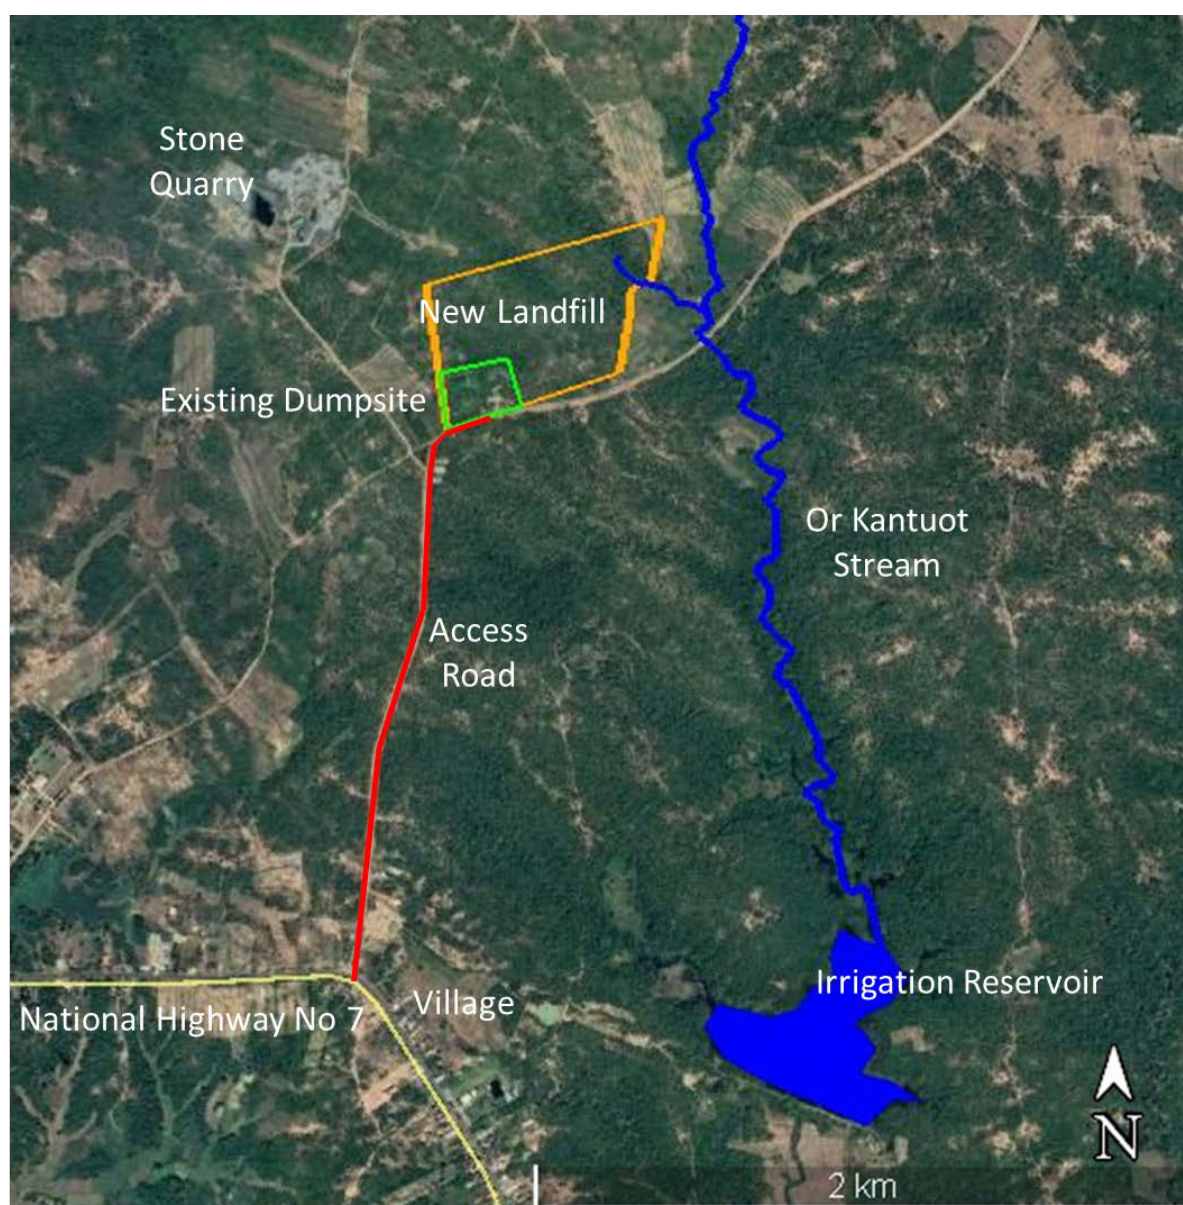 Stone
Quarry
New Landfill
Existing Dumpsite
Or Kantuot
Stream
Access
Road
Irrigation Reservoir
Village
National Highway No 7
N
2 km